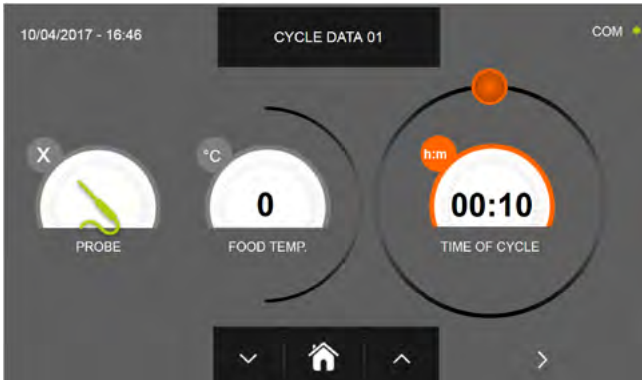 10/04/2017 - 16:46
CYCLE DATA 01
COM
X
°C
h:m
0
00:10
PROBE
FOOD TEMP.
TIME OF CYCLE